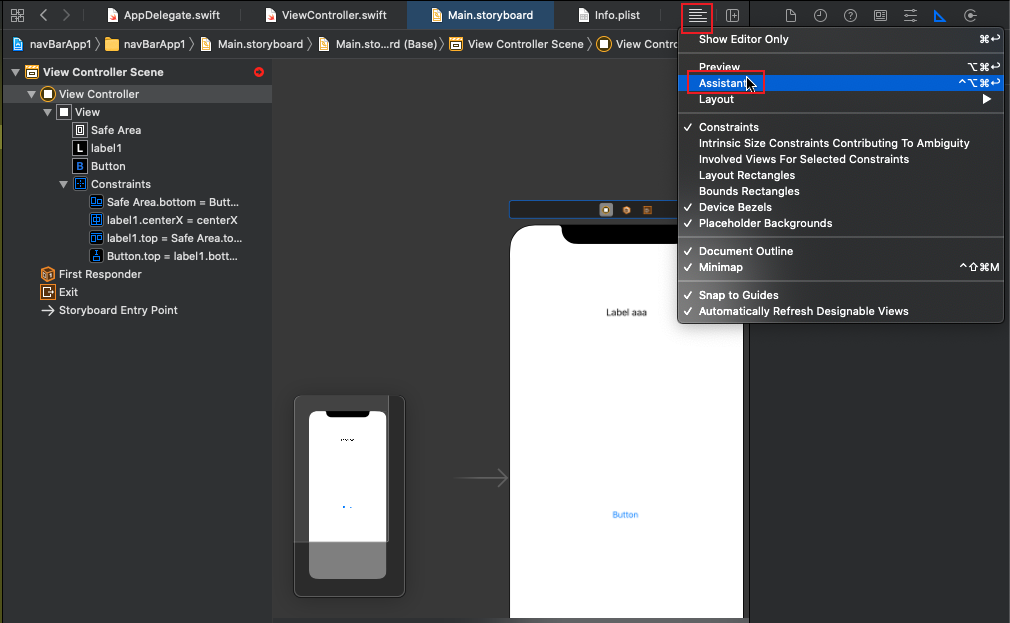 AppDelegate.swift
ViewController.swift
Main.storyboard
Info.plist
navBarApp1
navBarApp1
Main.storyboard
Main.sto...rd (Base)
View Controller Scene
View Contro
View Controller Scene
View Controller
View
Safe Area
L label1
B Button
Constraints
Safe Area.bottom = Butt...
label1.centerX = centerX
label1.top = Safe Area.to...
Button.top = label1.bott...
First Responder
Exit
Storyboard Entry Point
Label aaa
Button
Show Editor Only ⌘↩
Preview ⌥⌘↩
Assistant ⌃⌥⌘↩
Layout ▶
✓ Constraints
Intrinsic Size Constraints Contributing To Ambiguity
Involved Views For Selected Constraints
Layout Rectangles
Bounds Rectangles
✓ Device Bezels
✓ Placeholder Backgrounds
✓ Document Outline
✓ Minimap ⌃⇧⌘M
✓ Snap to Guides
✓ Automatically Refresh Designable Views